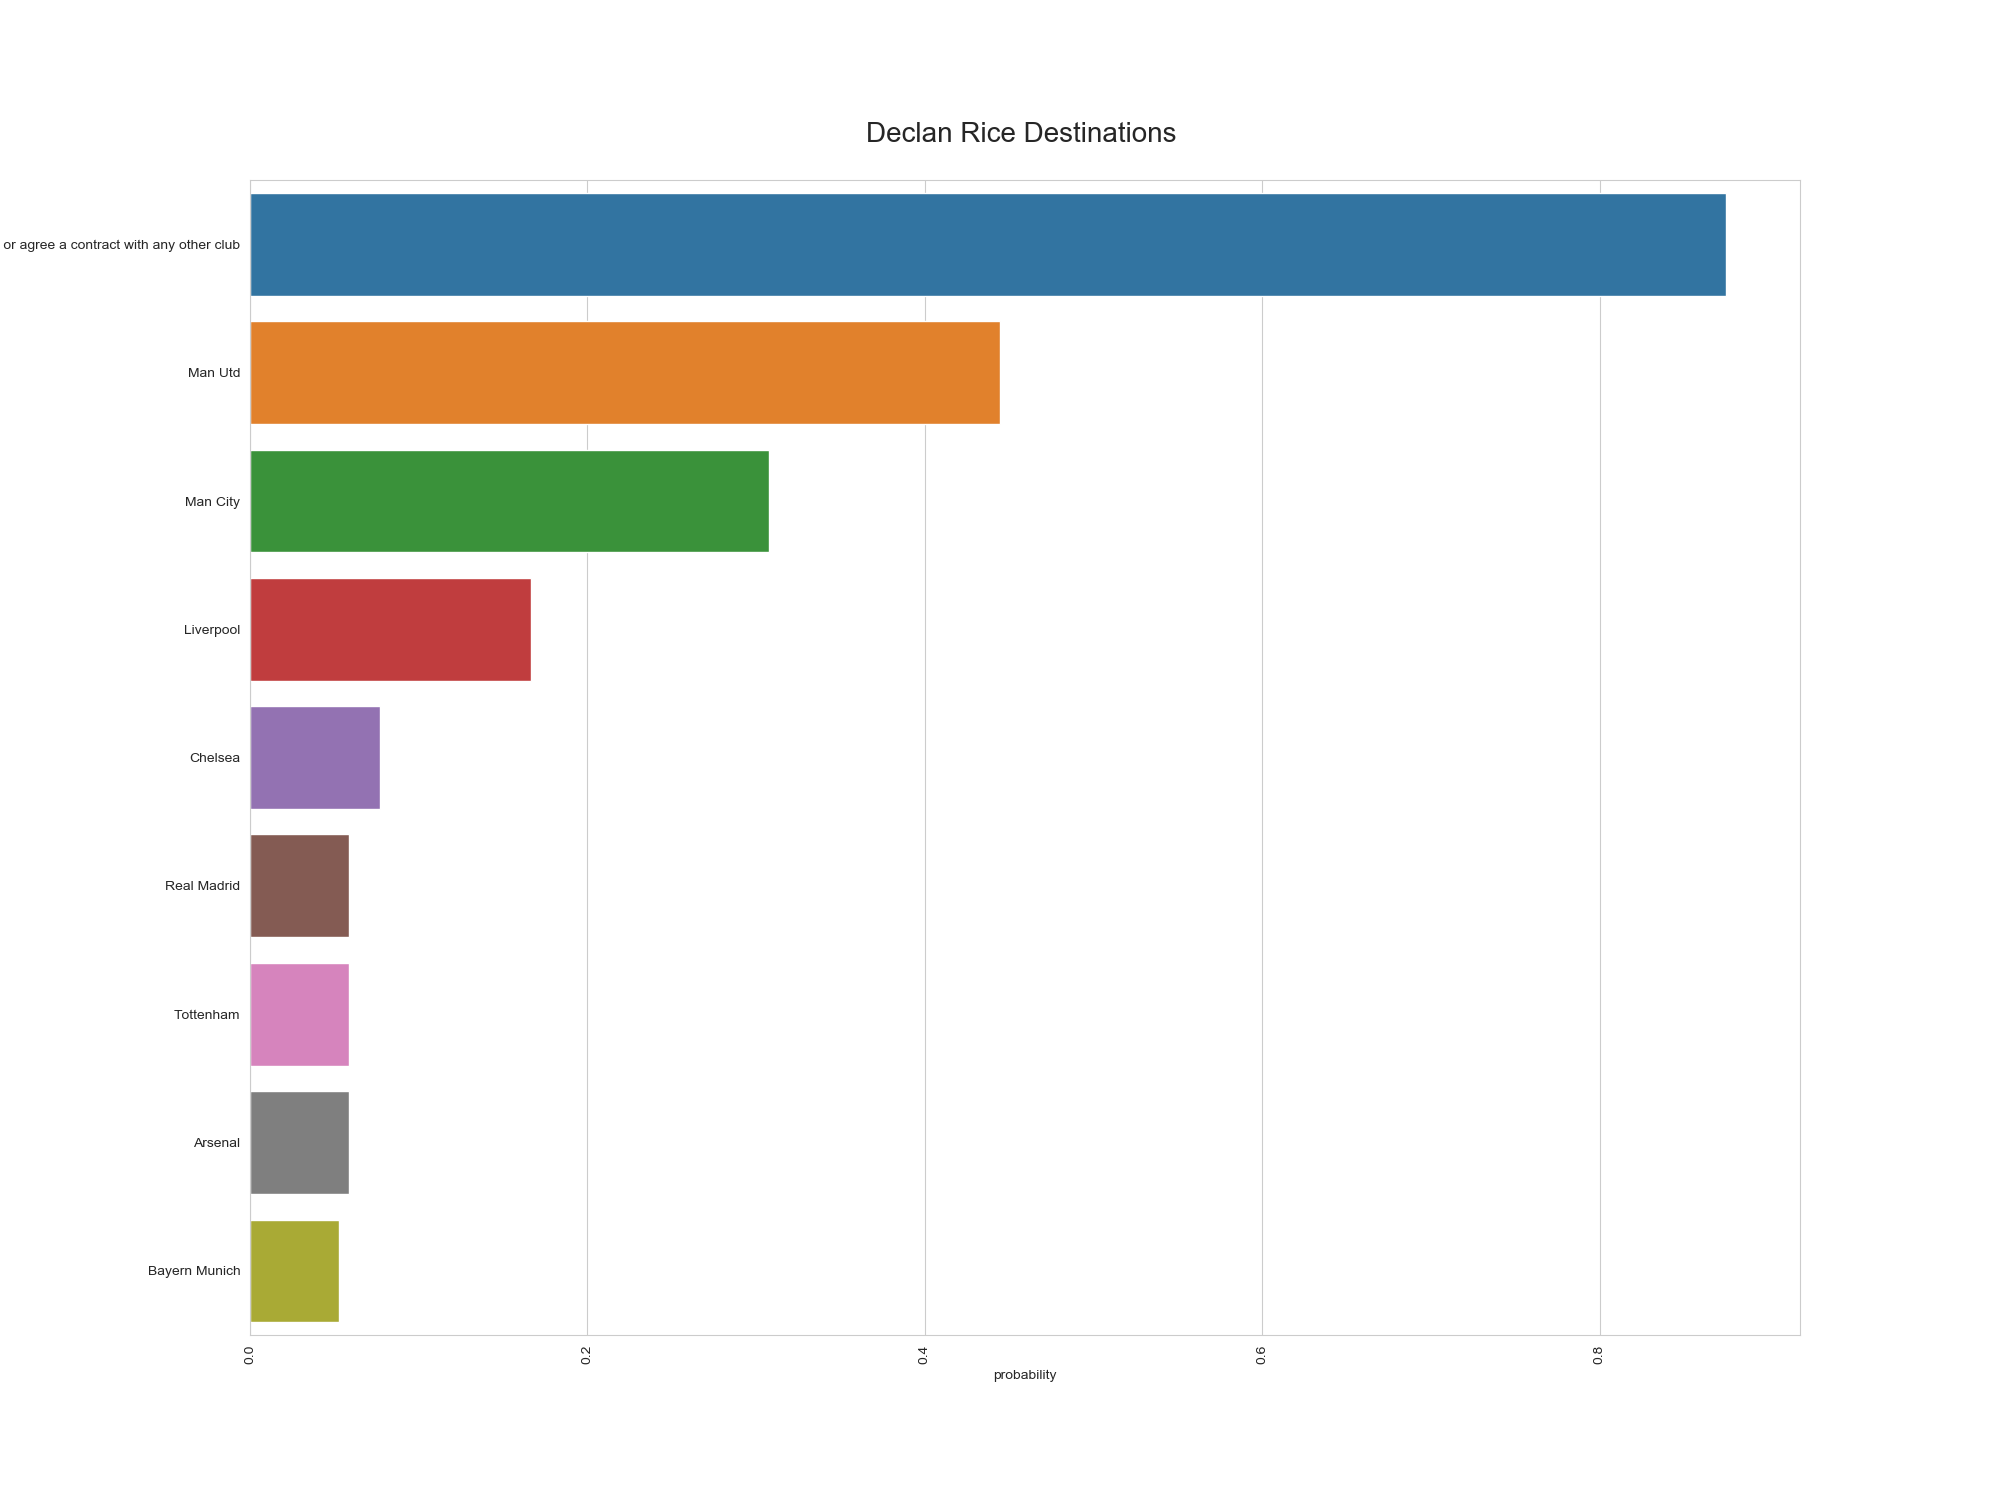 Declan Rice Destinations
or agree a contract with any other club
Man Utd
Man City
Liverpool
Chelsea
Real Madrid
Tottenham
Arsenal
Bayern Munich
0.0
0.2
0.4
0.6
0.8
probability